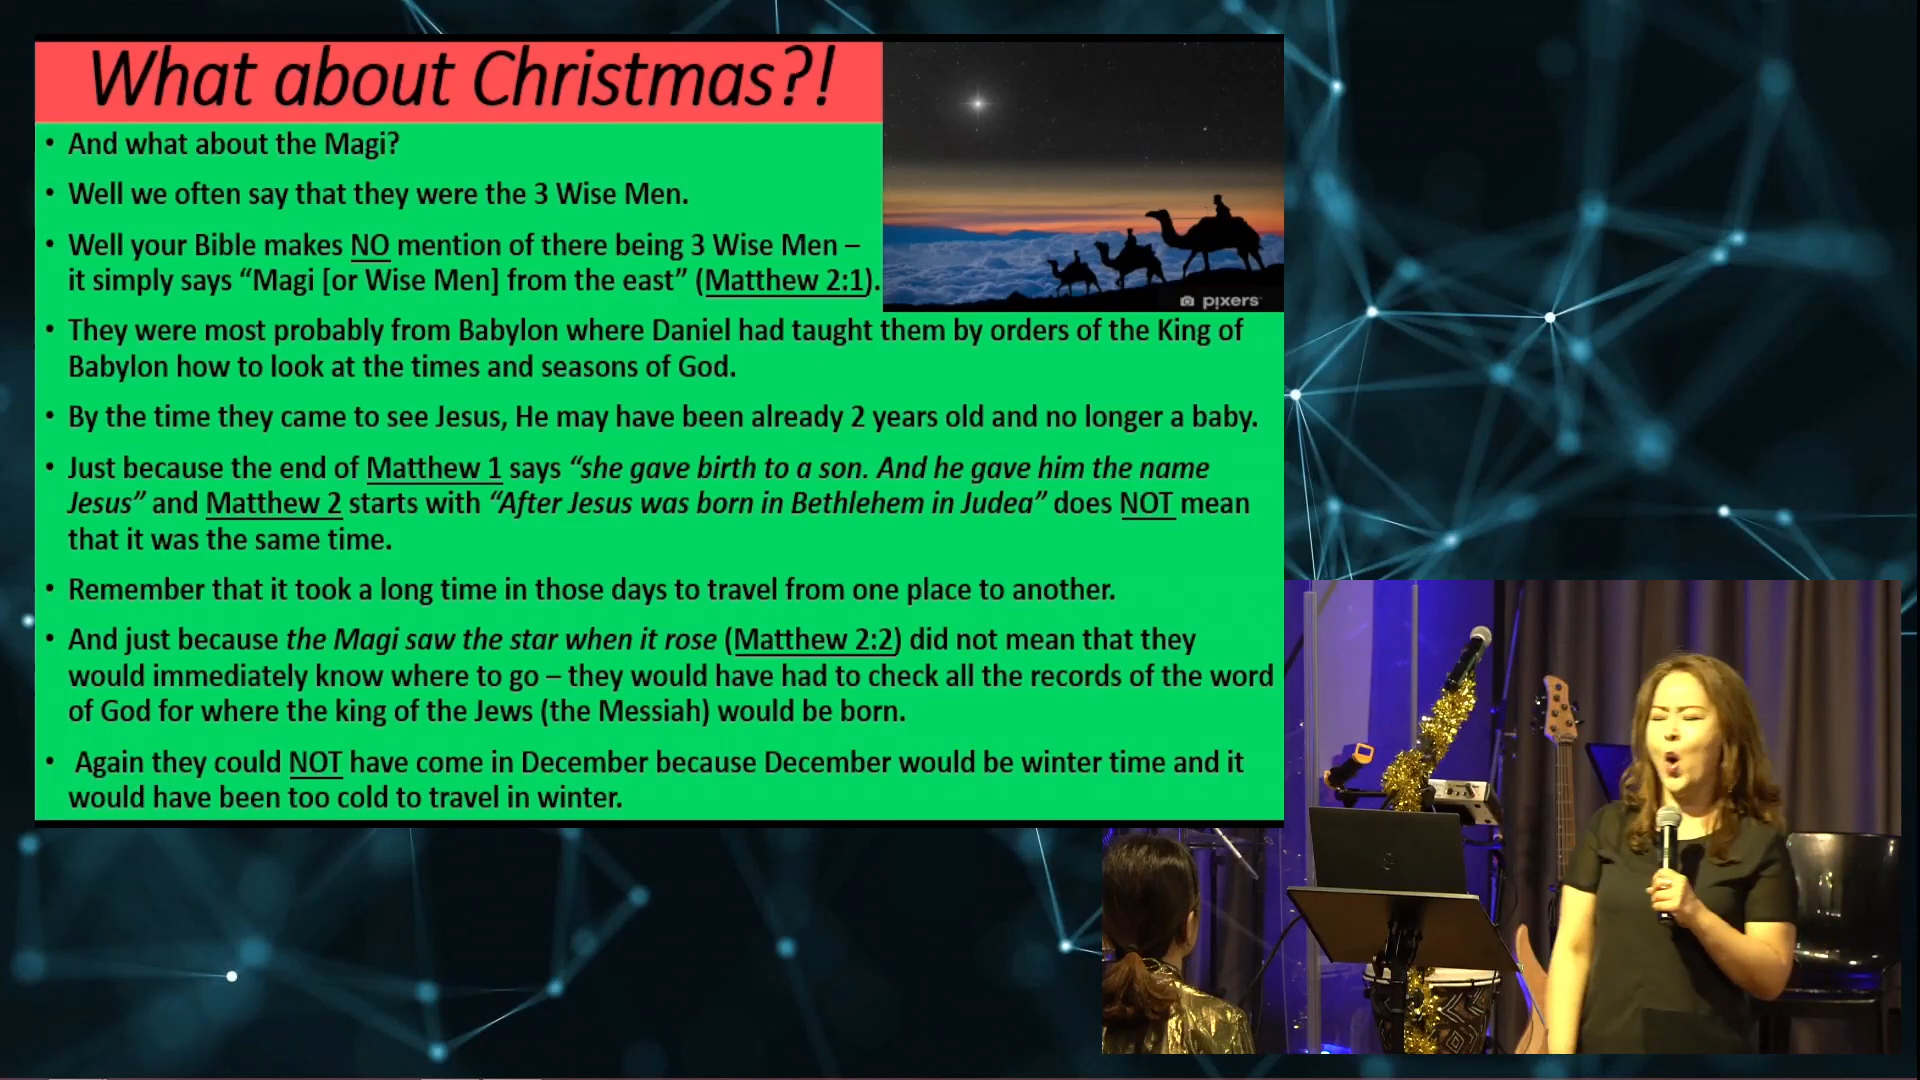 What about Christmas?!
• And what about the Magi?
• Well we often say that they were the 3 Wise Men.
• Well your Bible makes NO mention of there being 3 Wise Men –
it simply says “Magi [or Wise Men] from the east” (Matthew 2:1).
pixers
• They were most probably from Babylon where Daniel had taught them by orders of the King of
Babylon how to look at the times and seasons of God.
• By the time they came to see Jesus, He may have been already 2 years old and no longer a baby.
• Just because the end of Matthew 1 says “she gave birth to a son. And he gave him the name
Jesus” and Matthew 2 starts with “After Jesus was born in Bethlehem in Judea” does NOT mean
that it was the same time.
• Remember that it took a long time in those days to travel from one place to another.
• And just because the Magi saw the star when it rose (Matthew 2:2) did not mean that they
would immediately know where to go – they would have had to check all the records of the word
of God for where the king of the Jews (the Messiah) would be born.
• Again they could NOT have come in December because December would be winter time and it
would have been too cold to travel in winter.